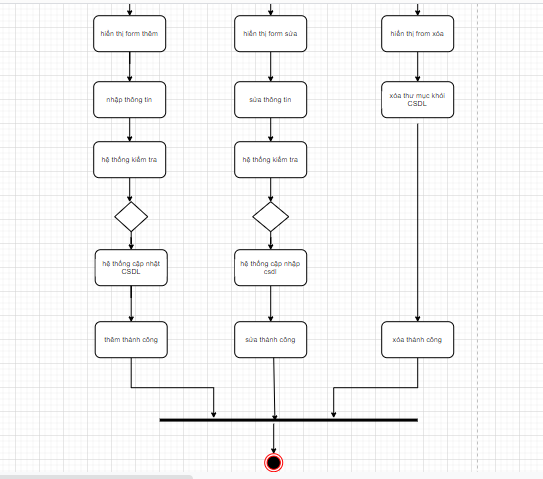 hiển thị form thêm
hiển thị form sửa
hiển thị from xóa
nhập thông tin
sửa thông tin
xóa thư mục khỏi
CSDL
hệ thống kiểm tra
hệ thống kiểm tra
hệ thống cập nhật
CSDL
hệ thống cập nhập
csdl
thêm thành công
sửa thành công
xóa thành công